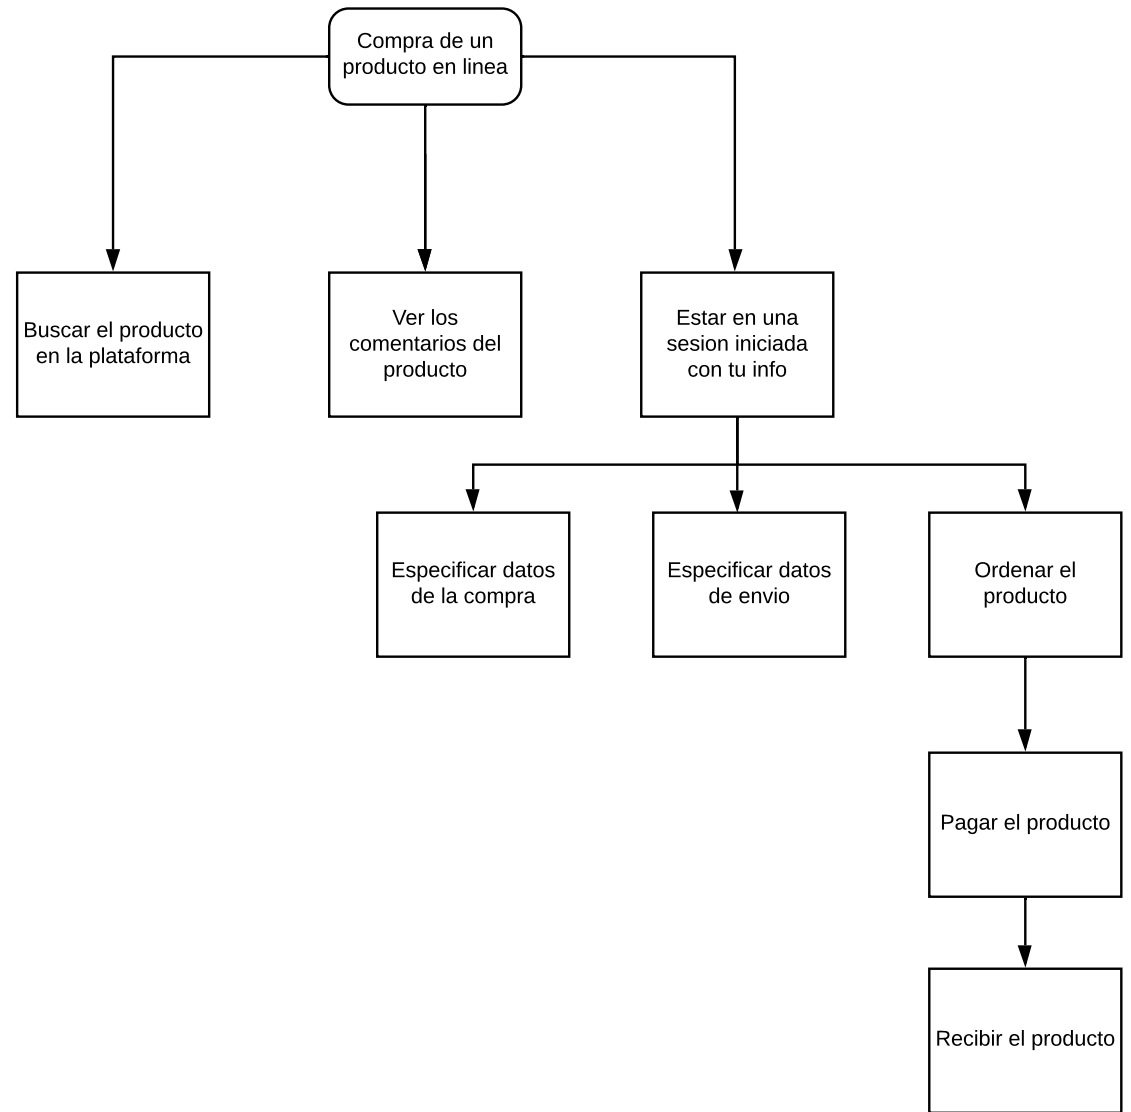 Compra de un
producto en linea
Buscar el producto
en la plataforma
Ver los
comentarios del
producto
Estar en una
sesion iniciada
con tu info
Especificar datos
de la compra
Especificar datos
de envio
Ordenar el
producto
Pagar el producto
Recibir el producto